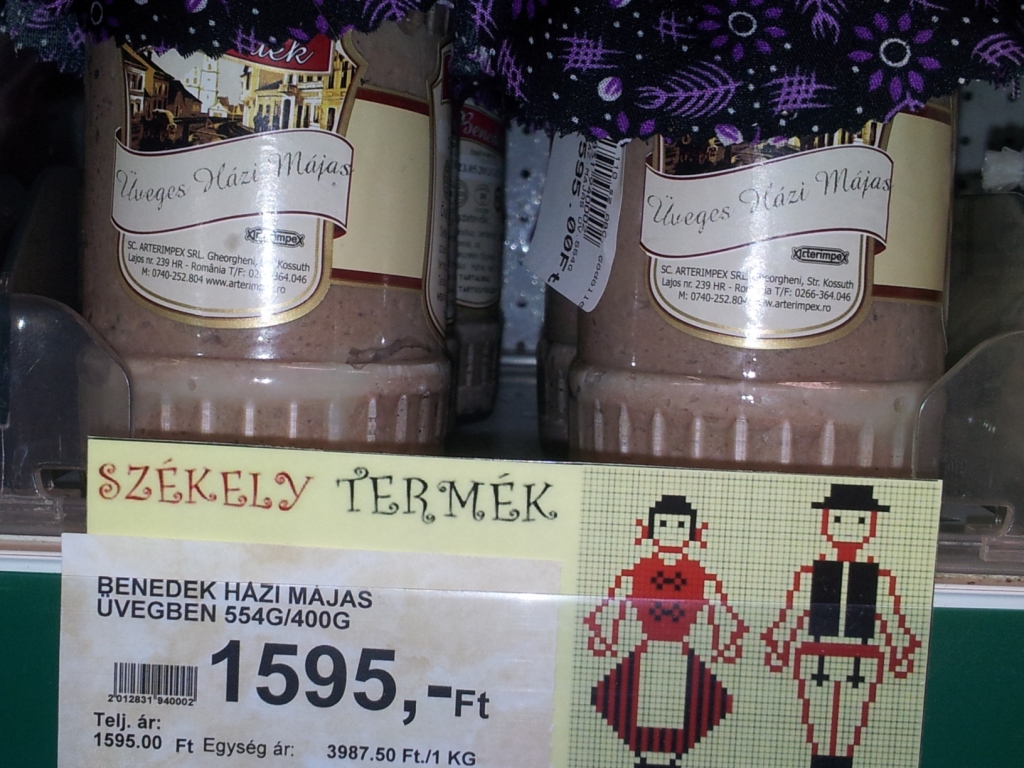 Üveges Házi Májas
Arterimpex
SC. ARTERIMPEX SRL. Gheorgheni, Str. Kossuth
Lajos nr. 239 HR - România T/F: 0266-364.046
M: 0740-252.804 www.arterimpex.ro
595.00Ft
Üveges Házi Májas
Arterimpex
SC. ARTERIMPEX SRL. Gheorgheni, Str. Kossuth
Lajos nr. 239 HR - România T/F: 0266-364.046
M: 0740-252.804 www.arterimpex.ro
SZÉKELY TERMÉK
BENEDEK HÁZI MÁJAS
ÜVEGBEN 554G/400G
1595,-Ft
2 012831 940002
Telj. ár:
1595.00 Ft Egység ár: 3987.50 Ft./1 KG